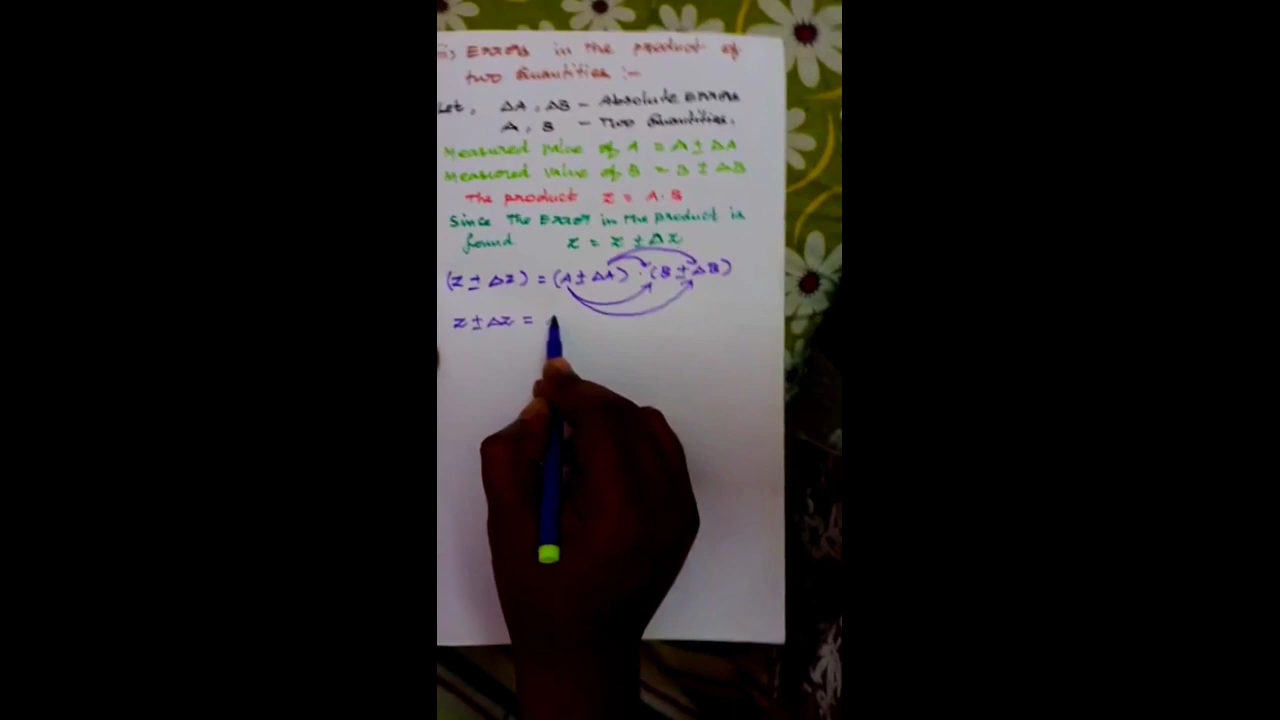 iii) Errors in the product of
two Quantities :-
Let, ΔA, ΔB - Absolute Errors
A, B - Two Quantities.
Measured Value of A = A ± ΔA
Measured Value of B = B ± ΔB
The product Z = A·B
Since the Error in the product is
found Z = Z ± ΔZ
(Z ± ΔZ) = (A ± ΔA) · (B ± ΔB)
Z ± ΔZ =